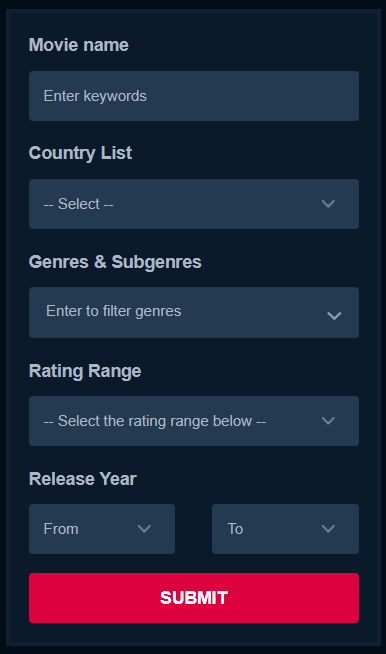 Movie name
Enter keywords
Country List
-- Select --
Genres & Subgenres
Enter to filter genres
Rating Range
-- Select the rating range below --
Release Year
From To
SUBMIT